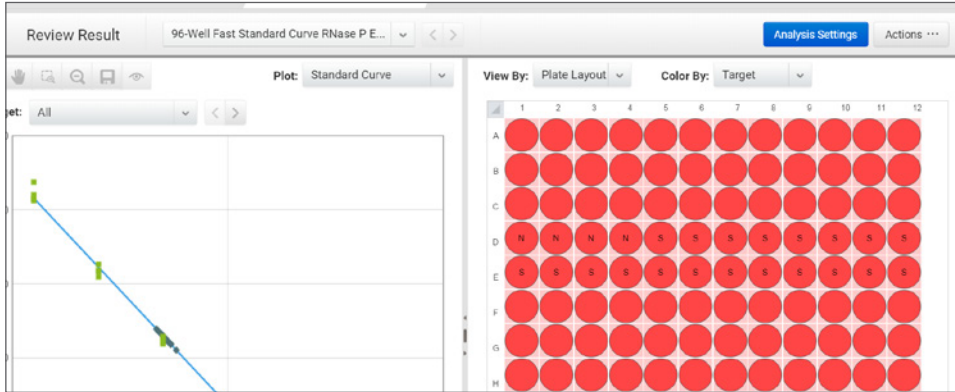 Review Result
96-Well Fast Standard Curve RNase P E...
Analysis Settings
Actions ...
Plot: Standard Curve
View By: Plate Layout
Color By: Target
get: All
1 2 3 4 5 6 7 8 9 10 11 12
A
B
C
D N N N N S S S S S S S S
E S S S S S S S S S S S S
F
G
H